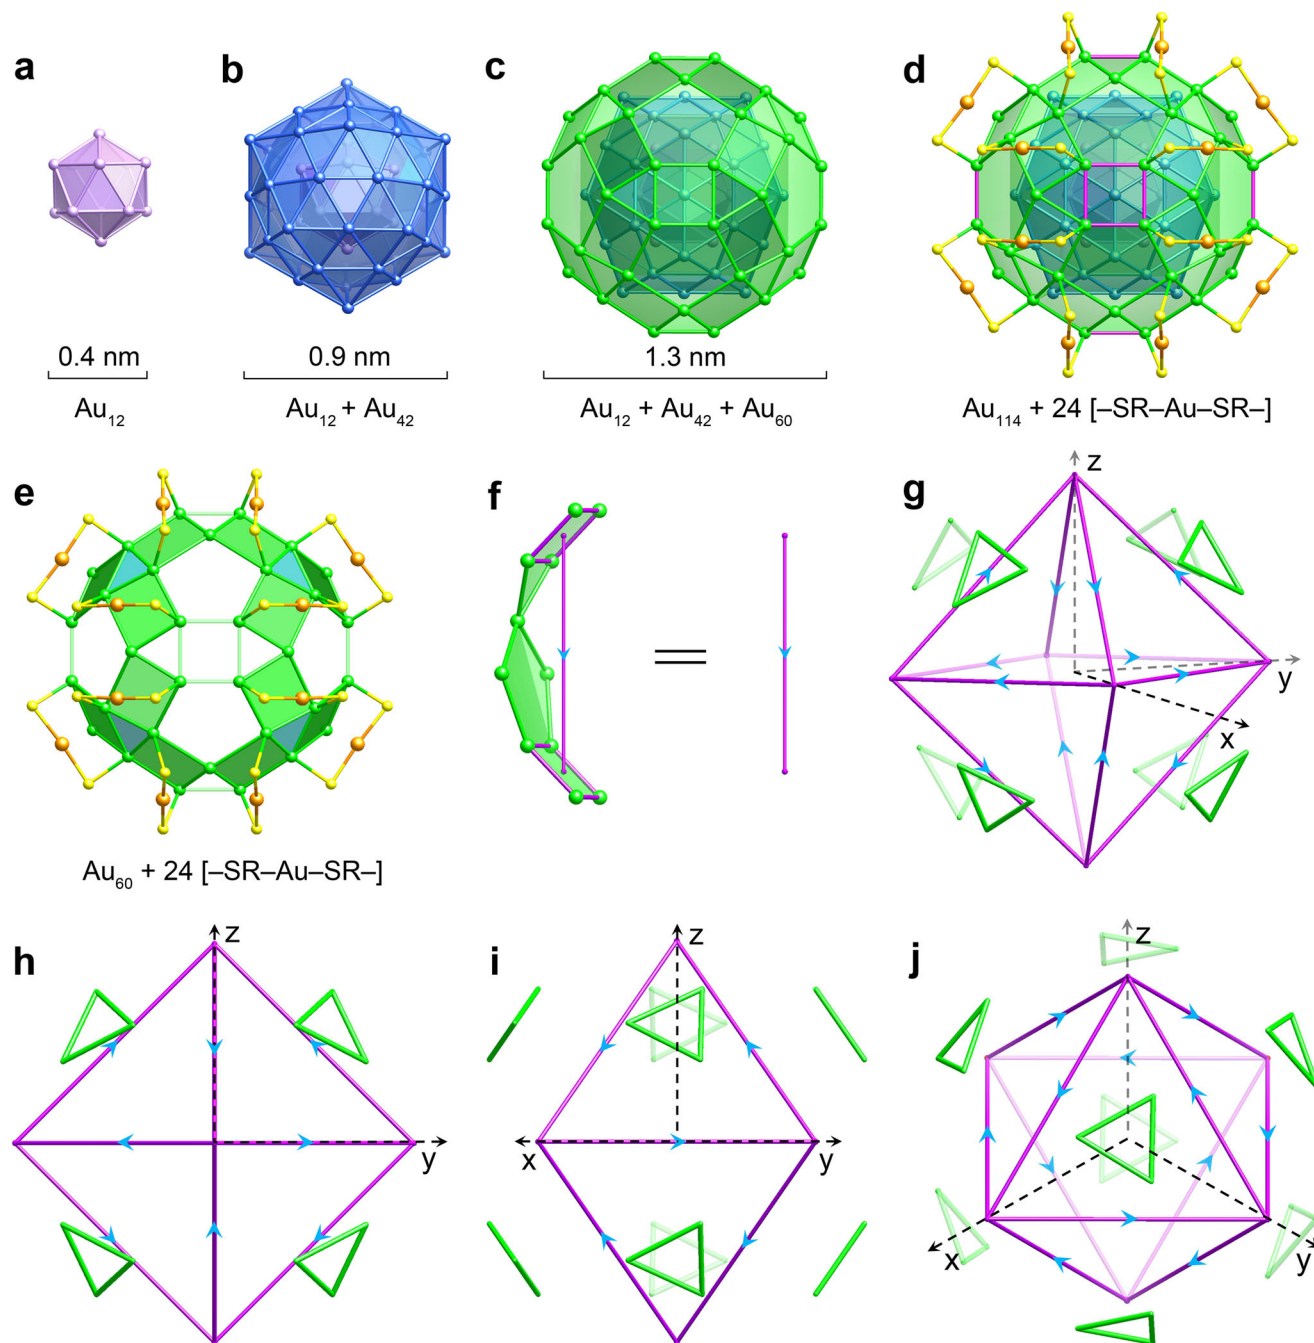 a
b
c
d
0.4 nm
0.9 nm
1.3 nm
Au₁₂
Au₁₂ + Au₄₂
Au₁₂ + Au₄₂ + Au₆₀
Au₁₁₄ + 24 [–SR–Au–SR–]
e
f
g
z
y
x
Au₆₀ + 24 [–SR–Au–SR–]
h
z
y
i
z
x
y
j
z
x
y